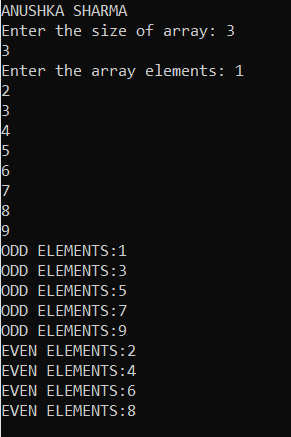 ANUSHKA SHARMA
Enter the size of array: 3
3
Enter the array elements: 1
2
3
4
5
6
7
8
9
ODD ELEMENTS:1
ODD ELEMENTS:3
ODD ELEMENTS:5
ODD ELEMENTS:7
ODD ELEMENTS:9
EVEN ELEMENTS:2
EVEN ELEMENTS:4
EVEN ELEMENTS:6
EVEN ELEMENTS:8